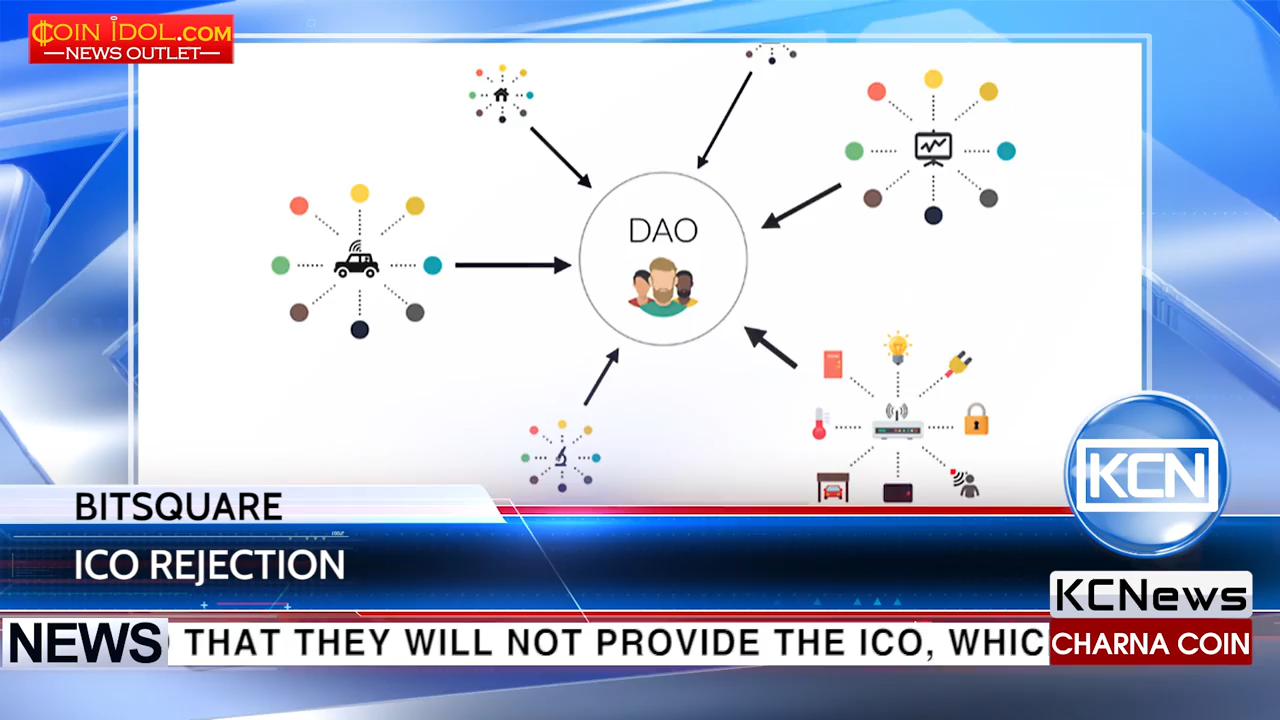 COIN IDOL.COM
NEWS OUTLET
DAO
BITSQUARE
ICO REJECTION
KCN
KCNews
NEWS
THAT THEY WILL NOT PROVIDE THE ICO, WHIC
CHARNA COIN